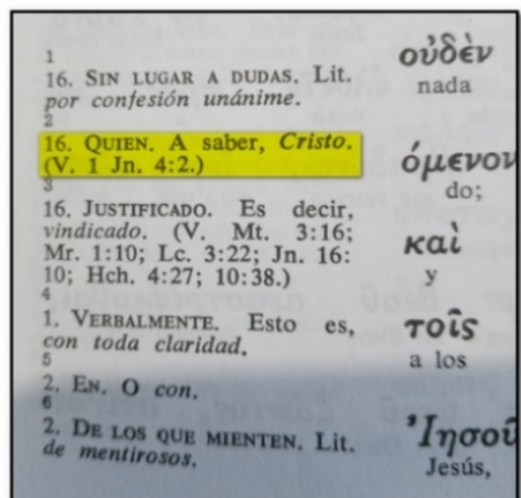 1
16. SIN LUGAR A DUDAS. Lit.
por confesión unánime.
2
16. QUIEN. A saber, Cristo.
(V. 1 Jn. 4:2.)
3
16. JUSTIFICADO. Es decir,
vindicado. (V. Mt. 3:16;
Mr. 1:10; Lc. 3:22; Jn. 16:
10; Hch. 4:27; 10:38.)
4
1. VERBALMENTE. Esto es,
con toda claridad.
5
2. EN. O con.
6
2. DE LOS QUE MIENTEN. Lit.
de mentirosos.
οὐδὲν
nada
όμενον
do;
καὶ
y
τοῖς
a los
Ἰησοῦ
Jesús,